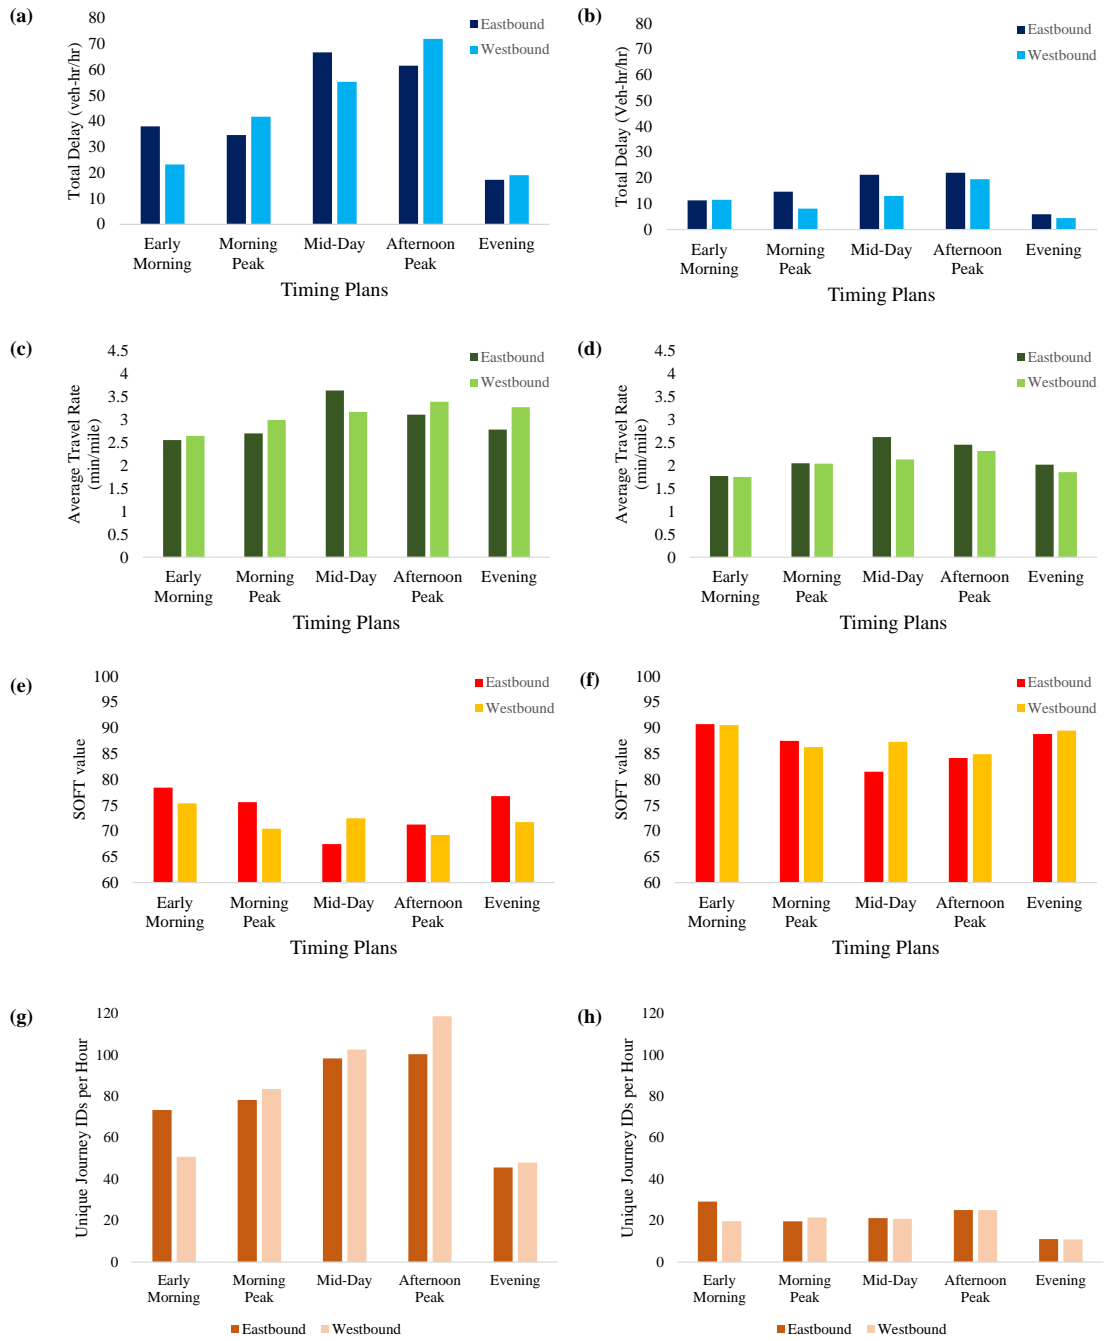 (a)
Total Delay (veh-hr/hr)
80
70
60
50
40
30
20
10
0
Eastbound
Westbound
Early Morning
Morning Peak
Mid-Day
Afternoon Peak
Evening
Timing Plans
(b)
Total Delay (Veh-hr/hr)
80
70
60
50
40
30
20
10
0
Eastbound
Westbound
Early Morning
Morning Peak
Mid-Day
Afternoon Peak
Evening
Timing Plans
(c)
Average Travel Rate
(min/mile)
4.5
4
3.5
3
2.5
2
1.5
1
0.5
0
Eastbound
Westbound
Early Morning
Morning Peak
Mid-Day
Afternoon Peak
Evening
Timing Plans
(d)
Average Travel Rate
(min/mile)
4.5
4
3.5
3
2.5
2
1.5
1
0.5
0
Eastbound
Westbound
Early Morning
Morning Peak
Mid-Day
Afternoon Peak
Evening
Timing Plans
(e)
SOFT value
100
95
90
85
80
75
70
65
60
Eastbound
Westbound
Early Morning
Morning Peak
Mid-Day
Afternoon Peak
Evening
Timing Plans
(f)
SOFT value
100
95
90
85
80
75
70
65
60
Eastbound
Westbound
Early Morning
Morning Peak
Mid-Day
Afternoon Peak
Evening
Timing Plans
(g)
Unique Journey IDs per Hour
120
100
80
60
40
20
0
Early Morning
Morning Peak
Mid-Day
Afternoon Peak
Evening
Eastbound
Westbound
(h)
Unique Journey IDs per Hour
120
100
80
60
40
20
0
Early Morning
Morning Peak
Mid-Day
Afternoon Peak
Evening
Eastbound
Westbound